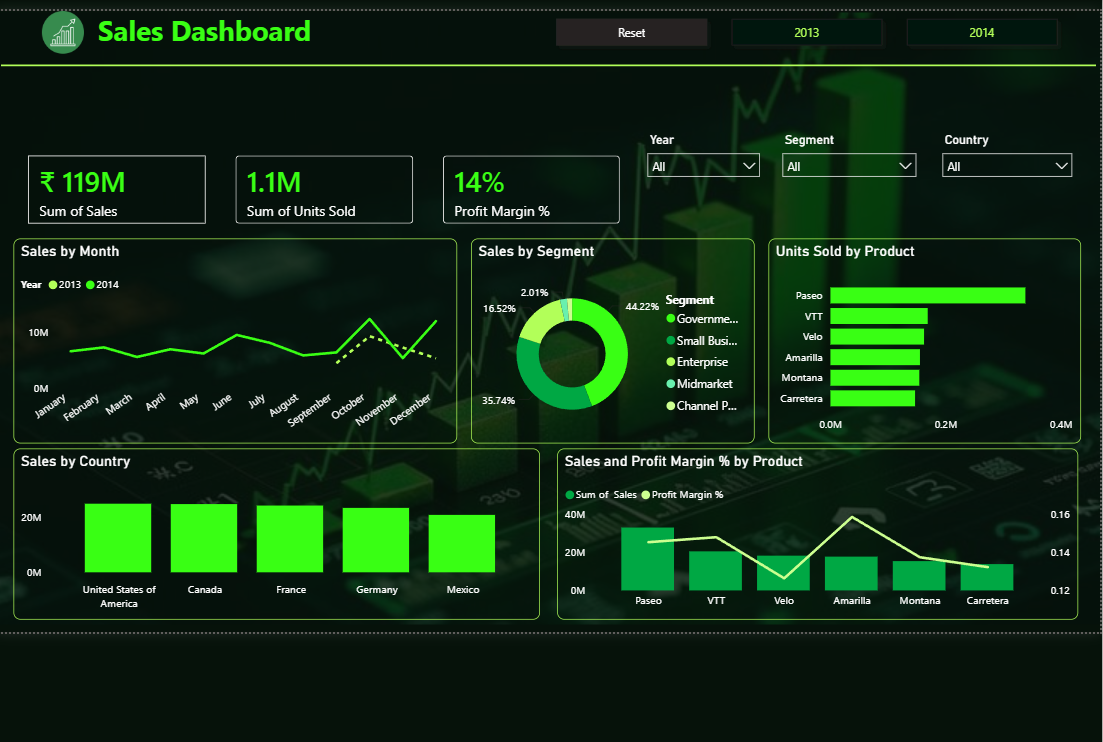 Sales Dashboard
Reset
2013
2014
Year
Segment
Country
All
All
All
₹ 119M
Sum of Sales
1.1M
Sum of Units Sold
14%
Profit Margin %
Sales by Month
Year 2013 2014
10M
0M
January
February
March
April
May
June
July
August
September
October
November
December
Sales by Segment
2.01%
16.52%
44.22%
35.74%
Segment
Governme...
Small Busi...
Enterprise
Midmarket
Channel P...
Units Sold by Product
Paseo
VTT
Velo
Amarilla
Montana
Carretera
0.0M
0.2M
0.4M
Sales by Country
20M
0M
United States of
America
Canada
France
Germany
Mexico
Sales and Profit Margin % by Product
Sum of Sales Profit Margin %
40M
20M
0M
0.16
0.14
0.12
Paseo
VTT
Velo
Amarilla
Montana
Carretera